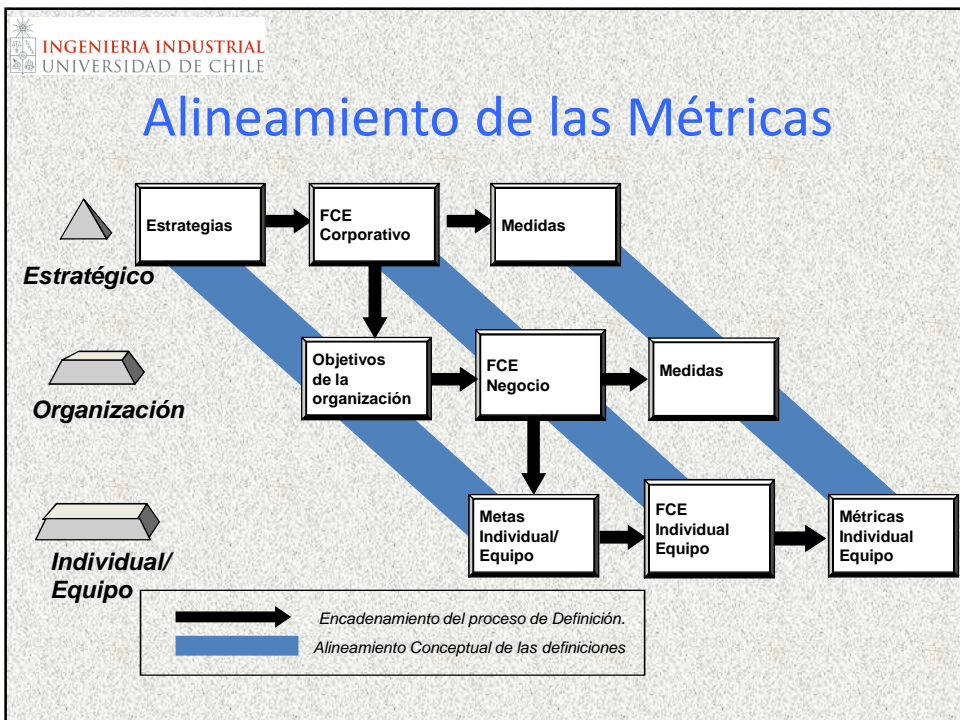 INGENIERIA INDUSTRIAL
UNIVERSIDAD DE CHILE
Alineamiento de las Métricas
Estratégico
Estrategias
FCE
Corporativo
Medidas
Organización
Objetivos
de la
organización
FCE
Negocio
Medidas
Individual/
Equipo
Metas
Individual/
Equipo
FCE
Individual
Equipo
Métricas
Individual
Equipo
Encadenamiento del proceso de Definición.
Alineamiento Conceptual de las definiciones